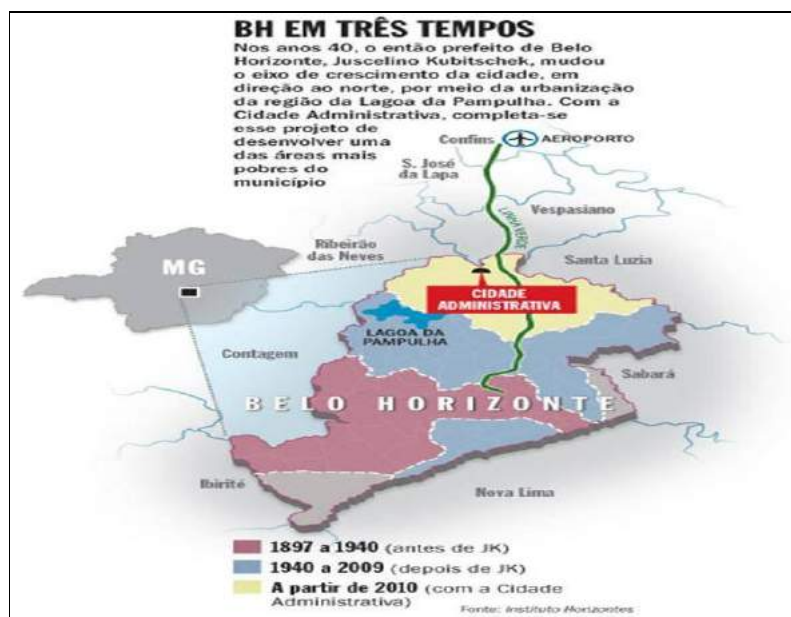 BH EM TRÊS TEMPOS
Nos anos 40, o então prefeito de Belo
Horizonte, Juscelino Kubitschek, mudou
o eixo de crescimento da cidade, em
direção ao norte, por meio da urbanização
da região da Lagoa da Pampulha. Com a
Cidade Administrativa, completa-se
esse projeto de
desenvolver uma
das áreas mais
pobres do
município
Confins
AEROPORTO
S. José
da Lapa
Vespasiano
LINHA VERDE
Ribeirão
das Neves
Santa Luzia
MG
CIDADE
ADMINISTRATIVA
LAGOA DA
PAMPULHA
Contagem
Sabará
BELO HORIZONTE
Ibirité
Nova Lima
1897 a 1940 (antes de JK)
1940 a 2009 (depois de JK)
A partir de 2010 (com a Cidade
Administrativa)
Fonte: Instituto Horizontes